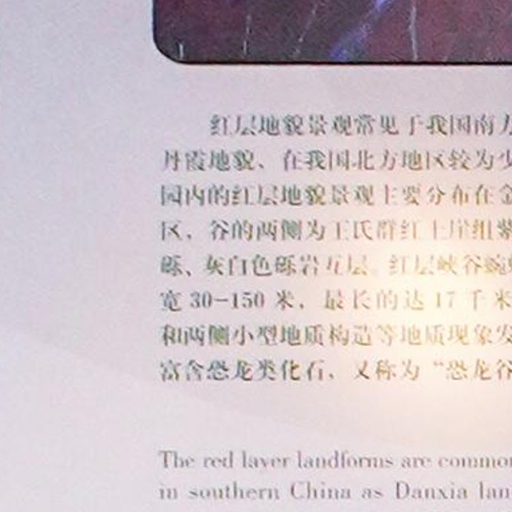 红层地貌景观常见于我国南方
丹霞地貌、在我国北方地区较为少
园内的红层地貌景观主要分布在金
区，谷的两侧为王氏群红土崖组紫
砾、灰白色砾岩互层。红层峡谷蜿蜒
宽 30-150 米，最长的达 17 千米
和两侧小型地质构造等地质现象发
富含恐龙类化石，又称为“恐龙谷
The red layer landforms are common
in southern China as Danxia lan